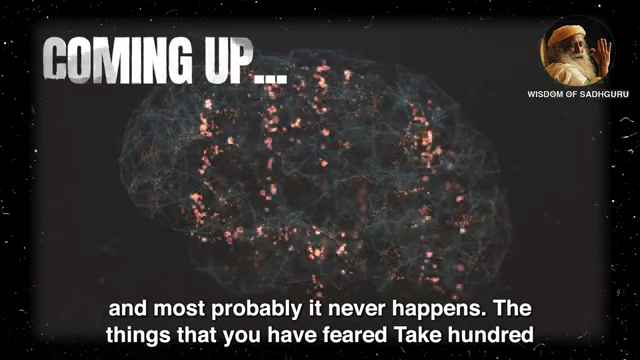 COMING UP...
WISDOM OF SADHGURU
and most probably it never happens. The
things that you have feared Take hundred